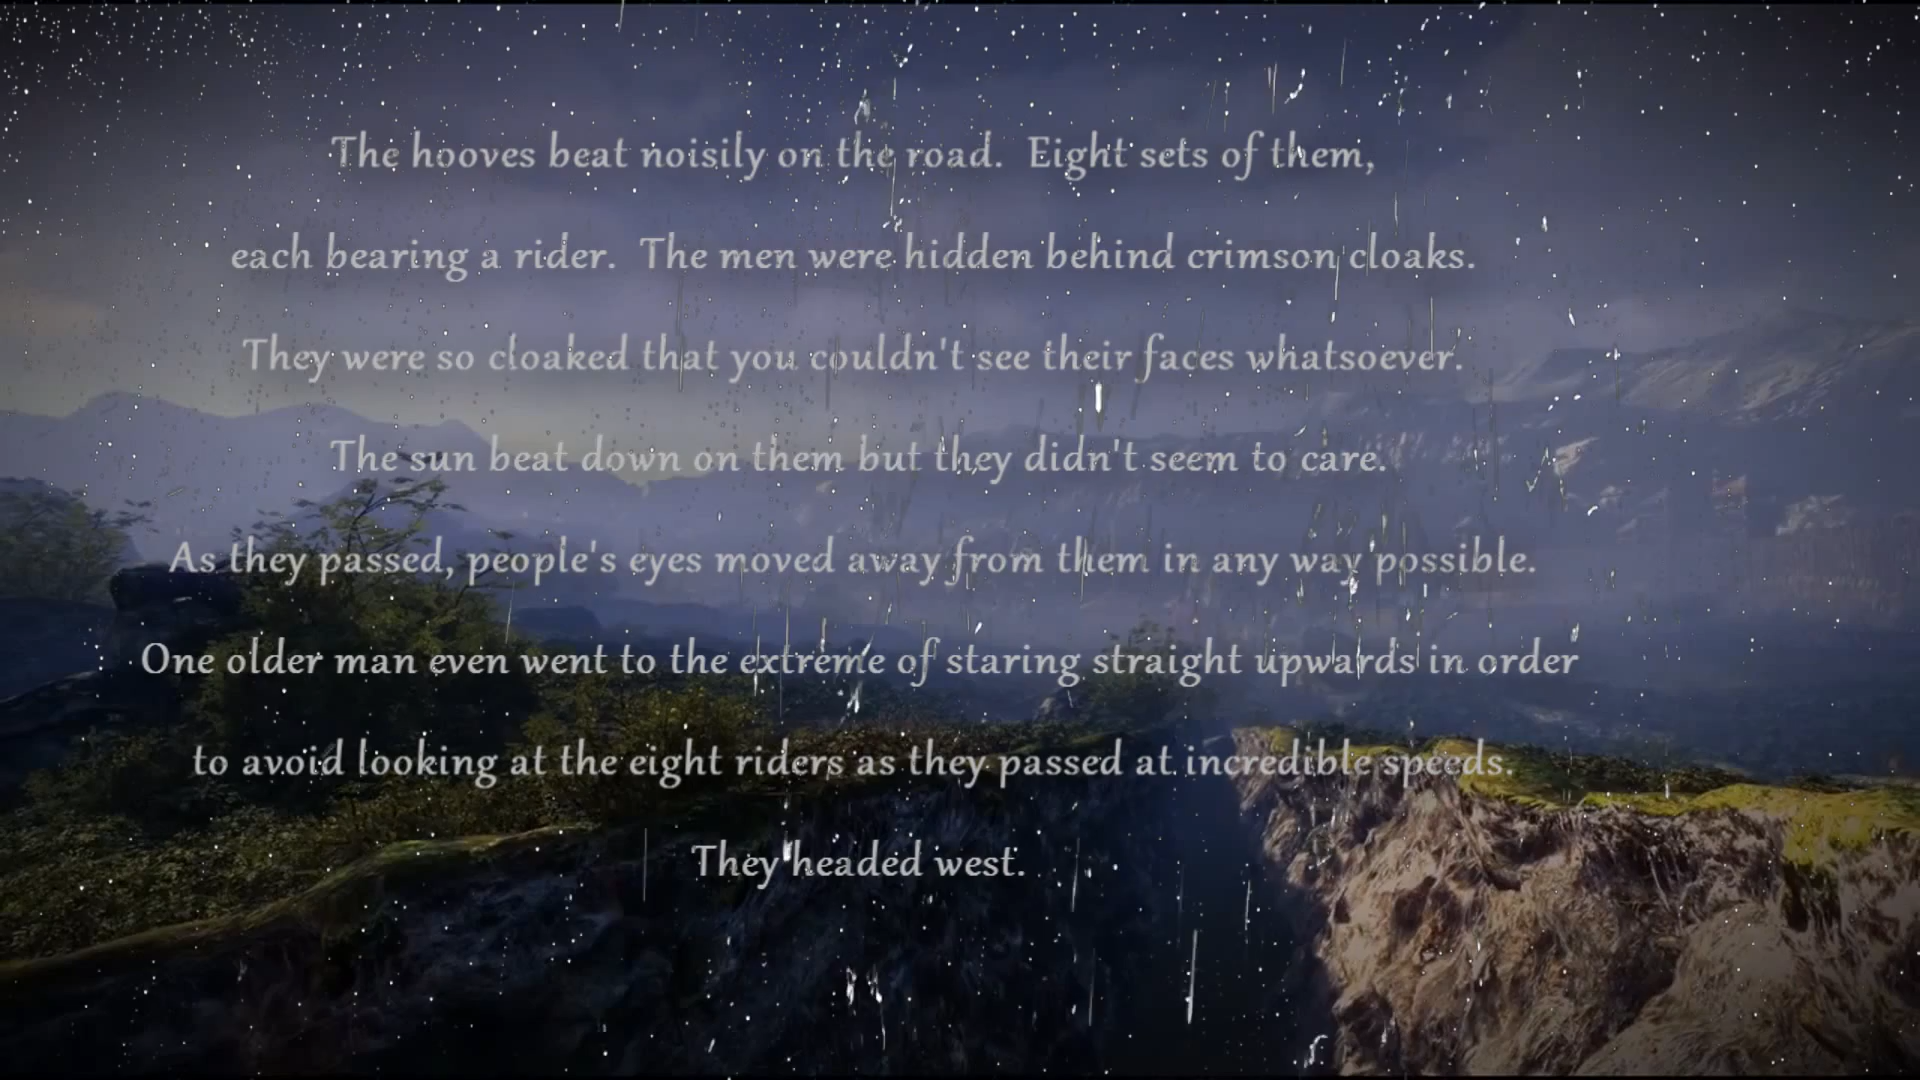 The hooves beat noisily on the road.  Eight sets of them,
each bearing a rider.  The men were hidden behind crimson cloaks.
They were so cloaked that you couldn't see their faces whatsoever.
The sun beat down on them but they didn't seem to care.
As they passed, people's eyes moved away from them in any way possible.
One older man even went to the extreme of staring straight upwards in order
to avoid looking at the eight riders as they passed at incredible speeds.
They headed west.